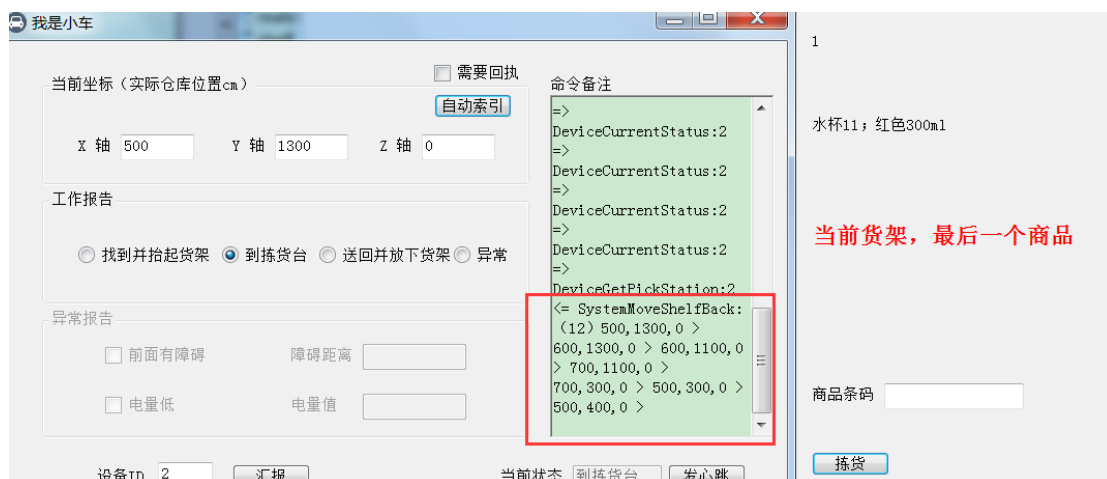 我是小车
需要回执
当前坐标（实际仓库位置cm）
自动索引
X 轴 500 Y 轴 1300 Z 轴 0
工作报告
找到并抬起货架 到拣货台 送回并放下货架 异常
异常报告
前面有障碍 障碍距离
电量低 电量值
设备ID 2 汇报 当前状态 到拣货台 发心跳
命令备注
=>
DeviceCurrentStatus:2
=>
DeviceCurrentStatus:2
=>
DeviceCurrentStatus:2
=>
DeviceCurrentStatus:2
=>
DeviceGetPickStation:2
<= SystemMoveShelfBack:
（12）500,1300,0 >
600,1300,0 > 600,1100,0
> 700,1100,0 >
700,300,0 > 500,300,0 >
500,400,0 >
1
水杯11；红色300ml
当前货架，最后一个商品
商品条码
拣货